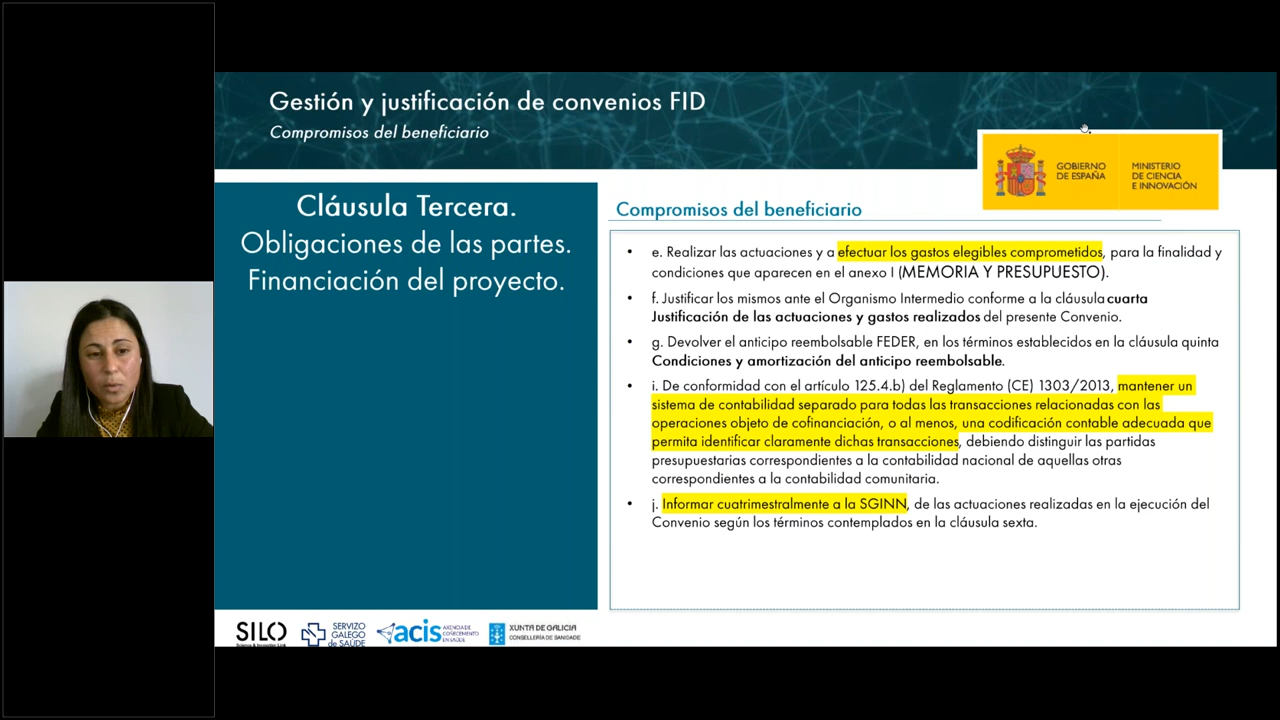 Gestión y justificación de convenios FID
Compromisos del beneficiario
GOBIERNO
DE ESPAÑA
MINISTERIO
DE CIENCIA
E INNOVACIÓN
Cláusula Tercera.
Obligaciones de las partes.
Financiación del proyecto.
Compromisos del beneficiario
• e. Realizar las actuaciones y a efectuar los gastos elegibles comprometidos, para la finalidad y
condiciones que aparecen en el anexo I (MEMORIA Y PRESUPUESTO).
• f. Justificar los mismos ante el Organismo Intermedio conforme a la cláusula cuarta
Justificación de las actuaciones y gastos realizados del presente Convenio.
• g. Devolver el anticipo reembolsable FEDER, en los términos establecidos en la cláusula quinta
Condiciones y amortización del anticipo reembolsable.
• i. De conformidad con el artículo 125.4.b) del Reglamento (CE) 1303/2013, mantener un
sistema de contabilidad separado para todas las transacciones relacionadas con las
operaciones objeto de cofinanciación, o al menos, una codificación contable adecuada que
permita identificar claramente dichas transacciones, debiendo distinguir las partidas
presupuestarias correspondientes a la contabilidad nacional de aquellas otras
correspondientes a la contabilidad comunitaria.
• j. Informar cuatrimestralmente a la SGINN, de las actuaciones realizadas en la ejecución del
Convenio según los términos contemplados en la cláusula sexta.
SILO
Science & Innovation Link
SERVIZO
GALEGO
de SAÚDE
acis
AXENCIA DE
COÑECEMENTO
EN SAÚDE
XUNTA DE GALICIA
CONSELLERÍA DE SANIDADE